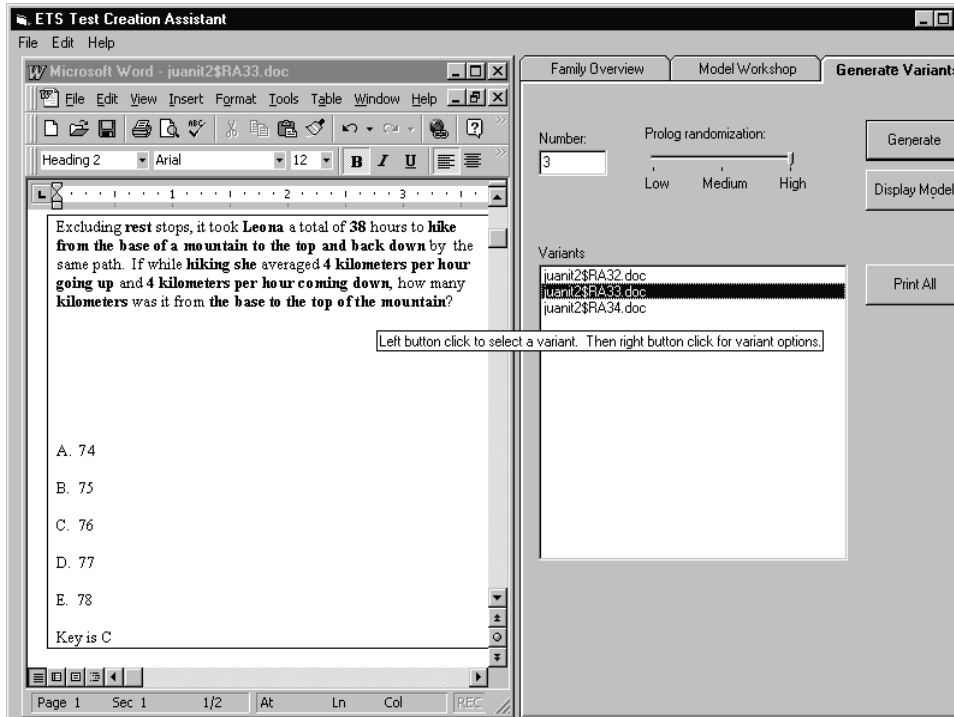 ETS Test Creation Assistant
File Edit Help
Microsoft Word - juanit2$RA33.doc
File Edit View Insert Format Tools Table Window Help
ABC
Heading 2 Arial 12 B I U
1 2 3
Excluding rest stops, it took Leona a total of 38 hours to hike
from the base of a mountain to the top and back down by the
same path. If while hiking she averaged 4 kilometers per hour
going up and 4 kilometers per hour coming down, how many
kilometers was it from the base to the top of the mountain?
A. 74
B. 75
C. 76
D. 77
E. 78
Key is C
Page 1 Sec 1 1/2 At Ln Col REC
Family Overview Model Workshop Generate Variants
Number: Prolog randomization:
3
Low Medium High
Generate
Display Model
Variants
juanit2$RA32.doc
juanit2$RA33.doc
juanit2$RA34.doc
Print All
Left button click to select a variant. Then right button click for variant options.